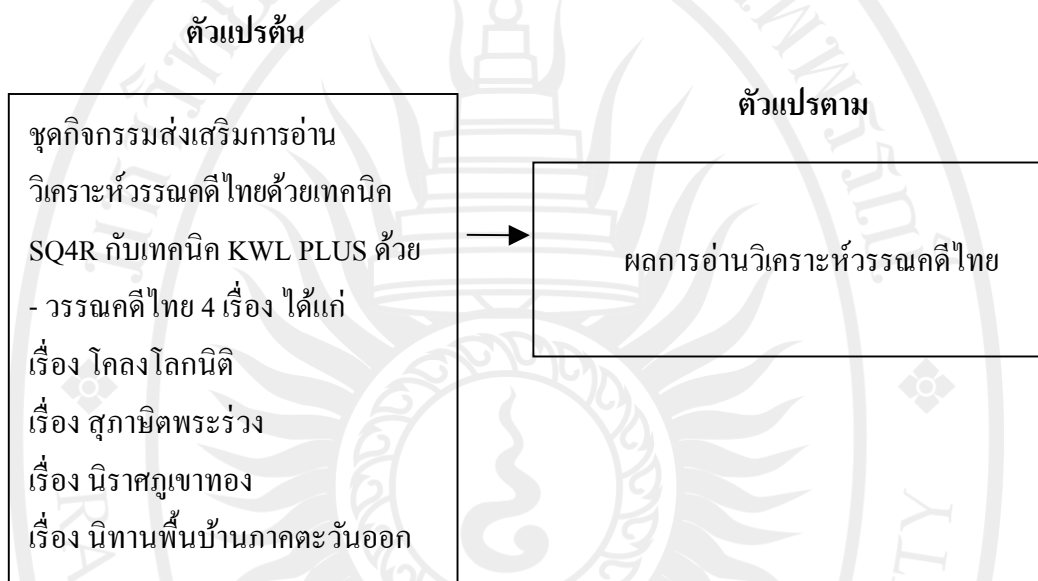 ตัวแปรต้น
ชุดกิจกรรมส่งเสริมการอ่าน
วิเคราะห์วรรณคดีไทยด้วยเทคนิค
SQ4R กับเทคนิค KWL PLUS ด้วย
- วรรณคดีไทย 4 เรื่อง ได้แก่
เรื่อง โคลงโลกนิติ
เรื่อง สุภาษิตพระร่วง
เรื่อง นิราศภูเขาทอง
เรื่อง นิทานพื้นบ้านภาคตะวันออก
ตัวแปรตาม
ผลการอ่านวิเคราะห์วรรณคดีไทย